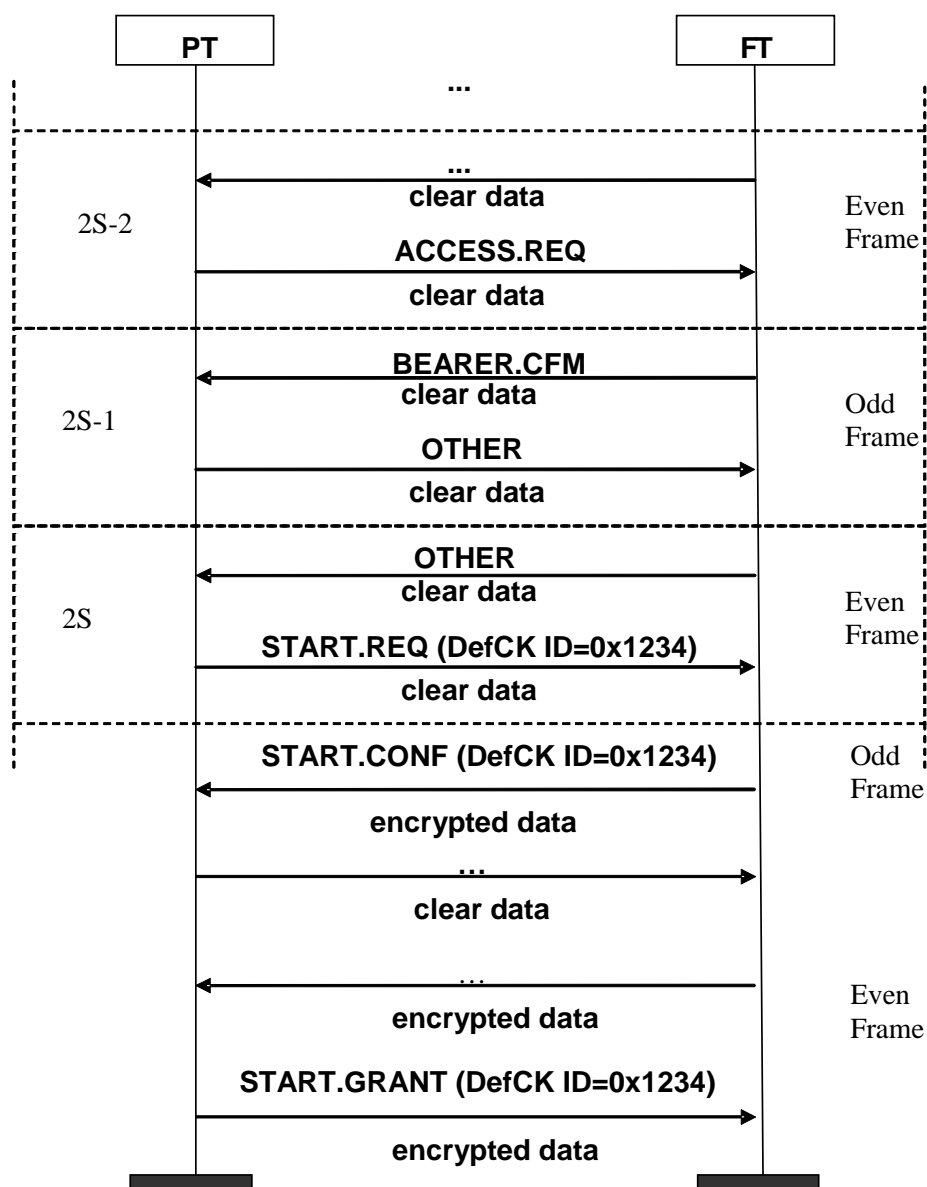 PT
FT
...
...
clear data
2S-2
Even
Frame
ACCESS.REQ
clear data
BEARER.CFM
clear data
2S-1
Odd
Frame
OTHER
clear data
OTHER
clear data
2S
Even
Frame
START.REQ (DefCK ID=0x1234)
clear data
START.CONF (DefCK ID=0x1234)
Odd
Frame
encrypted data
...
clear data
...
Even
Frame
encrypted data
START.GRANT (DefCK ID=0x1234)
encrypted data